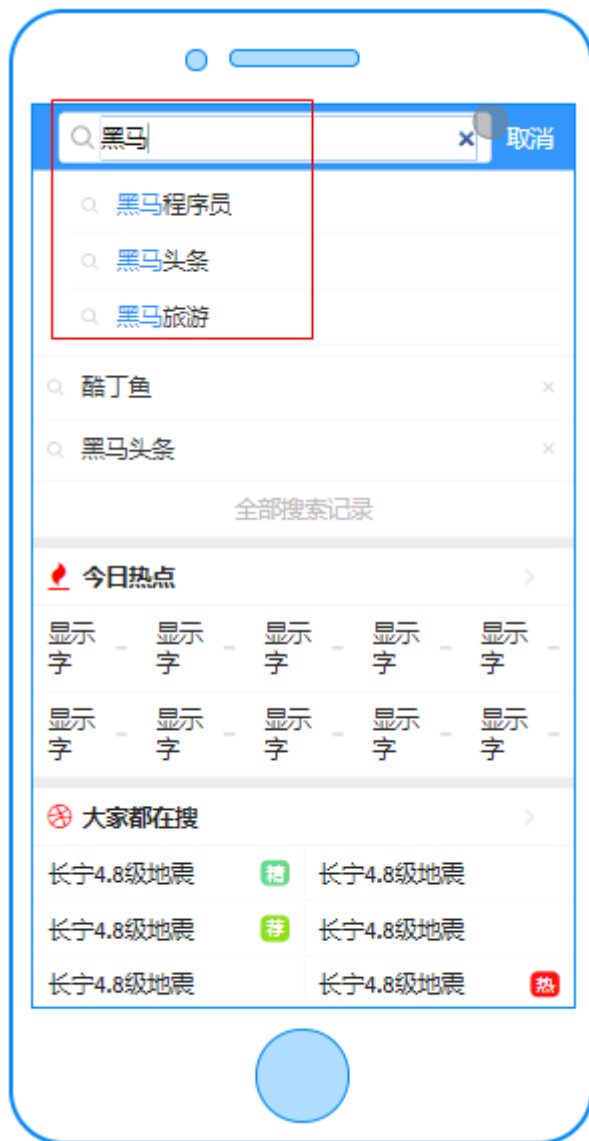 黑马 × 取消
黑马程序员
黑马头条
黑马旅游
酷丁鱼 ×
黑马头条 ×
全部搜索记录
今日热点
显示字 显示字 显示字 显示字 显示字
显示字 显示字 显示字 显示字 显示字
大家都在搜
长宁4.8级地震 精 长宁4.8级地震
长宁4.8级地震 荐 长宁4.8级地震
长宁4.8级地震 长宁4.8级地震 热